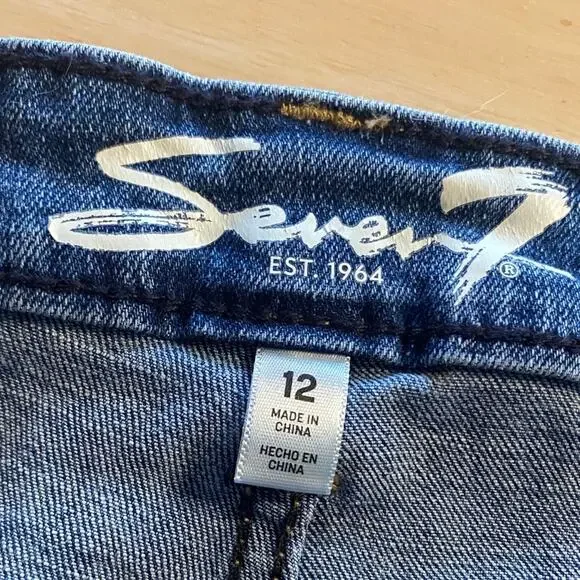 Seven7®
EST. 1964
12
MADE IN
CHINA
HECHO EN
CHINA